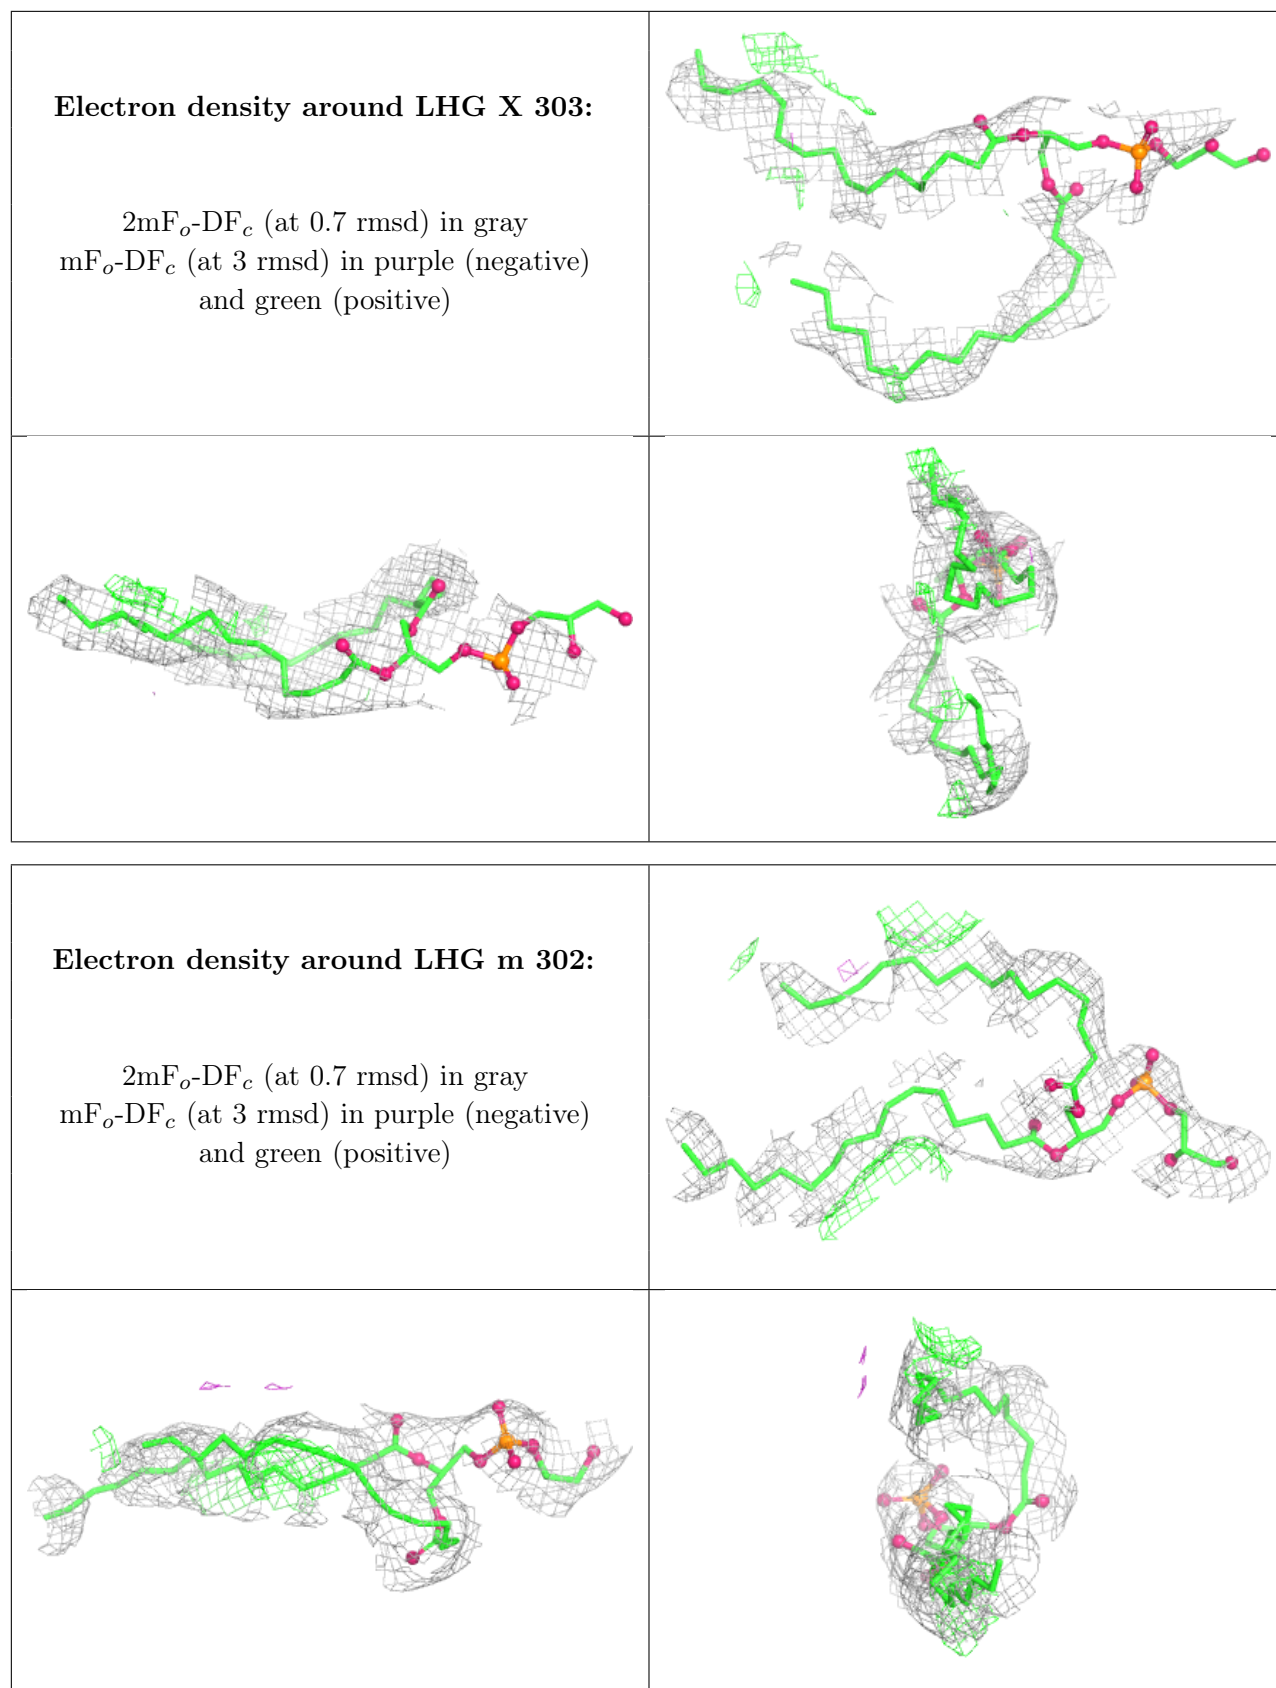 Electron density around LHG X 303:
2mFo-DFc (at 0.7 rmsd) in gray
mFo-DFc (at 3 rmsd) in purple (negative)
and green (positive)
Electron density around LHG m 302:
2mFo-DFc (at 0.7 rmsd) in gray
mFo-DFc (at 3 rmsd) in purple (negative)
and green (positive)